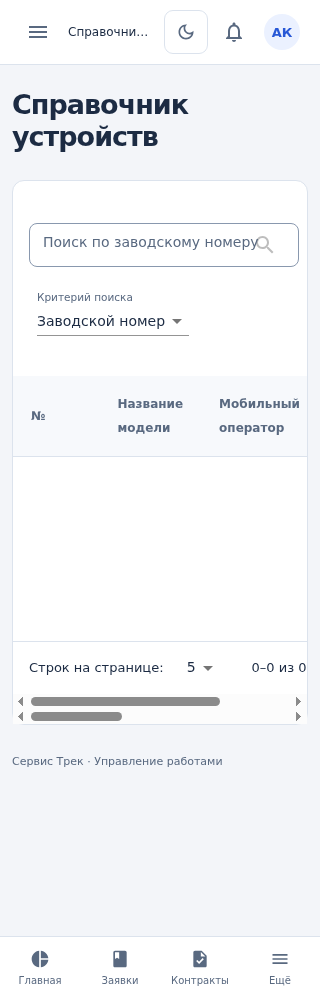 Справочни…
АК
Справочник
устройств
Поиск по заводскому номеру
Критерий поиска
Заводской номер
№
Название
модели
Мобильный
оператор
Строк на странице:
5
0–0 из 0
Сервис Трек · Управление работами
Главная
Заявки
Контракты
Ещё